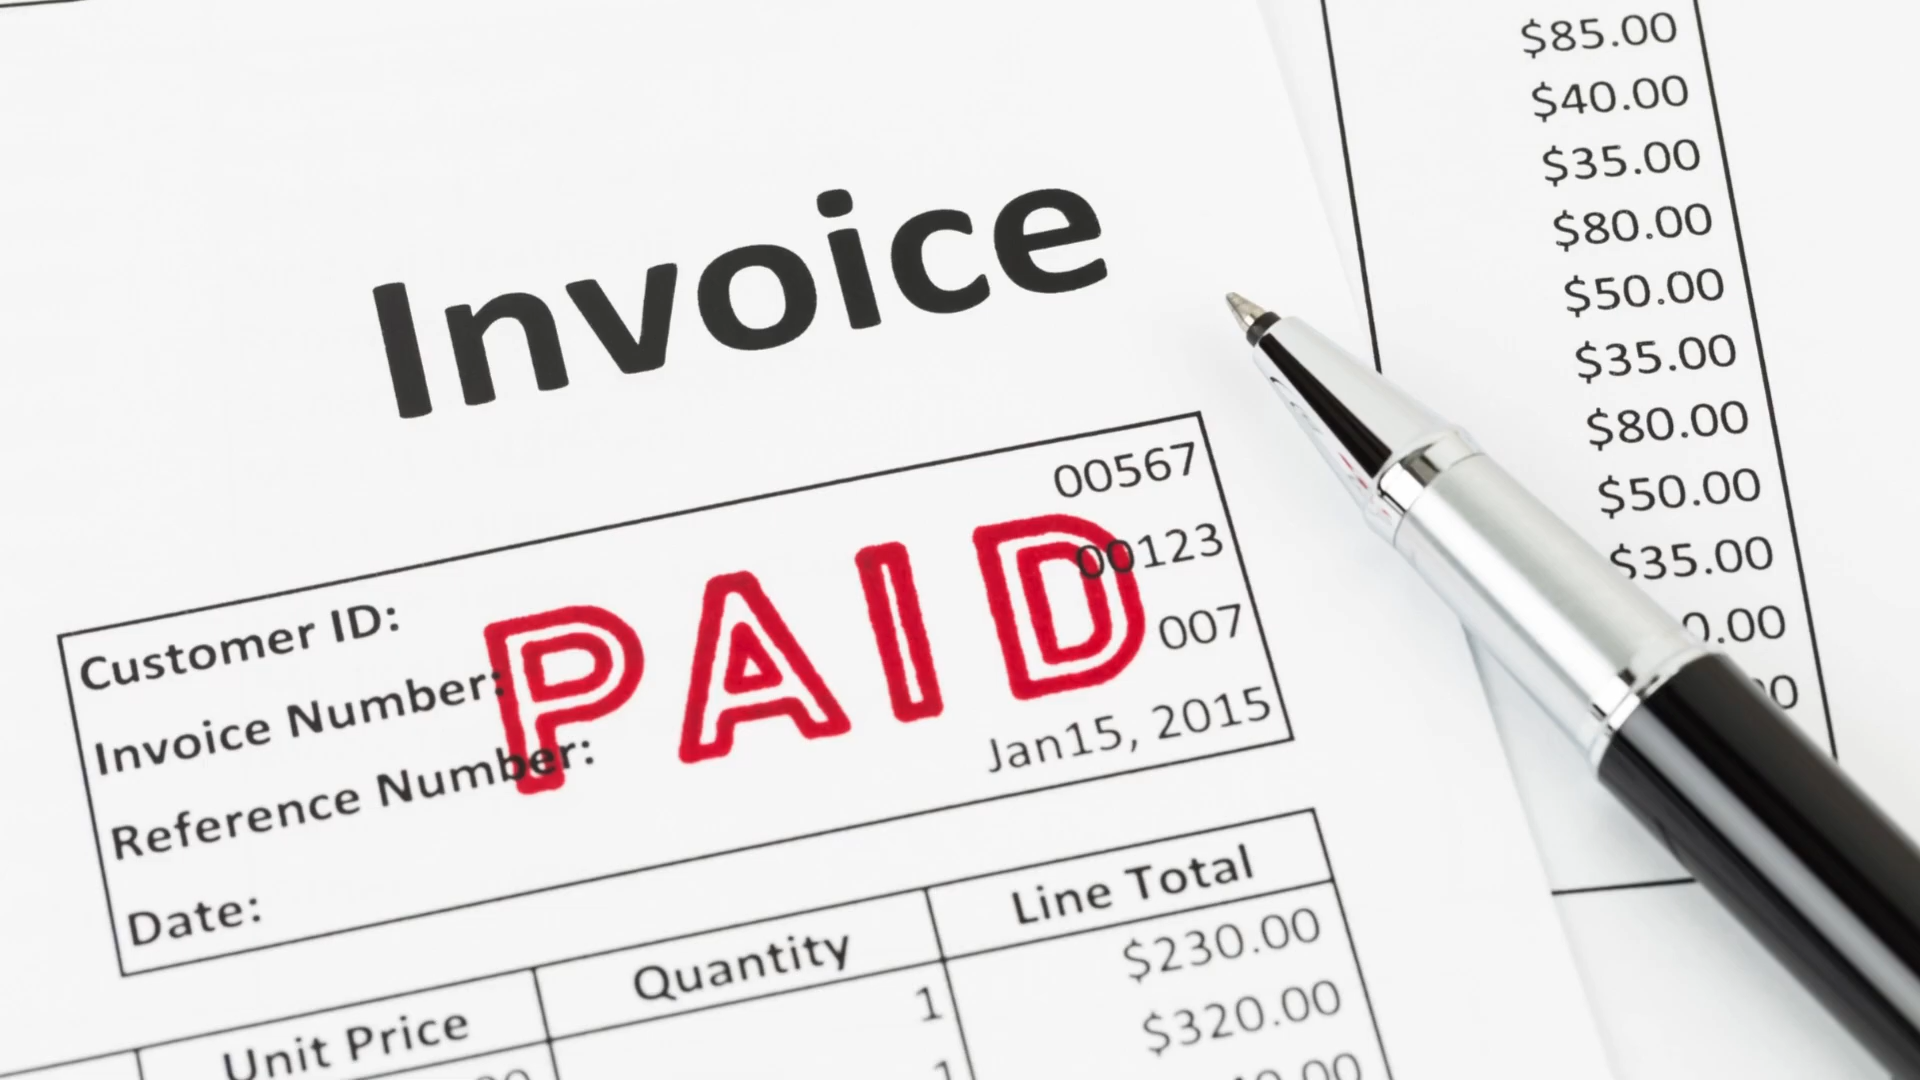 Invoice
Customer ID: 00567
Invoice Number: 00123
Reference Number: 007
Date: Jan15, 2015
PAID
Unit Price Quantity Line Total
1 $230.00
1 $320.00
$85.00
$40.00
$35.00
$80.00
$50.00
$35.00
$80.00
$50.00
$35.00